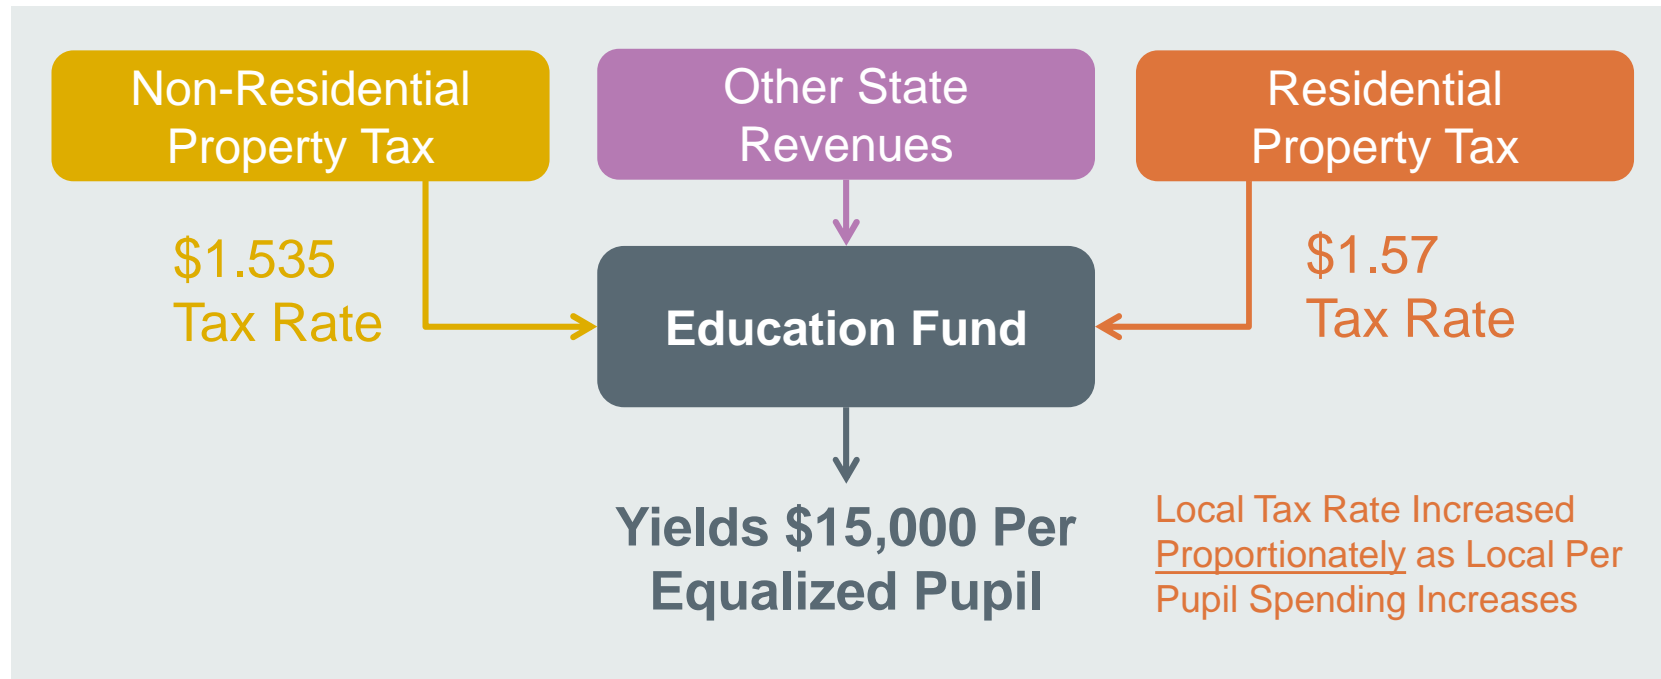 Non-Residential
Property Tax
Other State
Revenues
Residential
Property Tax
$1.535
Tax Rate
$1.57
Tax Rate
Education Fund
Yields $15,000 Per
Equalized Pupil
Local Tax Rate Increased
Proportionately as Local Per
Pupil Spending Increases